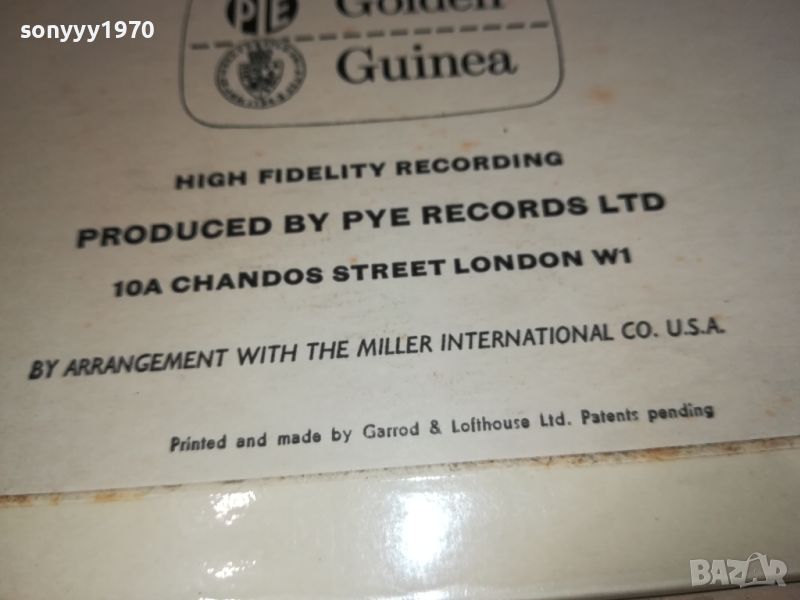 sonyyy1970
PYE Golden
Guinea
HIGH FIDELITY RECORDING
PRODUCED BY PYE RECORDS LTD
10A CHANDOS STREET LONDON W1
BY ARRANGEMENT WITH THE MILLER INTERNATIONAL CO. U.S.A.
Printed and made by Garrod & Lofthouse Ltd. Patents pending
BAZAR